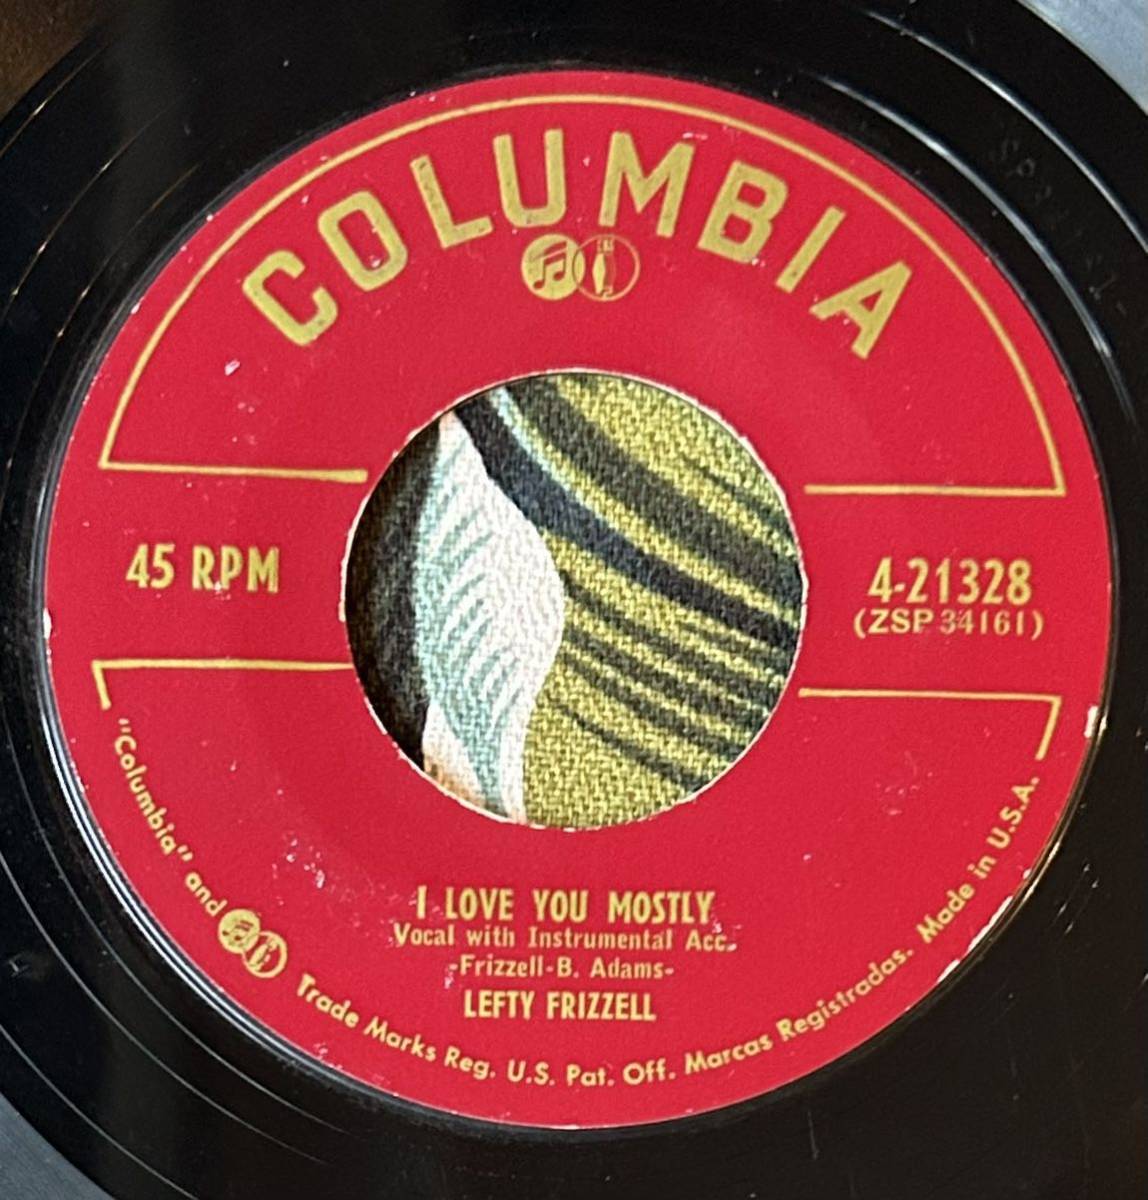 COLUMBIA
45 RPM
4-21328
(ZSP 34161)
I LOVE YOU MOSTLY
Vocal with Instrumental Acc.
-Frizzell-B. Adams-
LEFTY FRIZZELL
"Columbia" and Trade Marks Reg. U.S. Pat. Off. Marcas Registradas. Made in U.S.A.